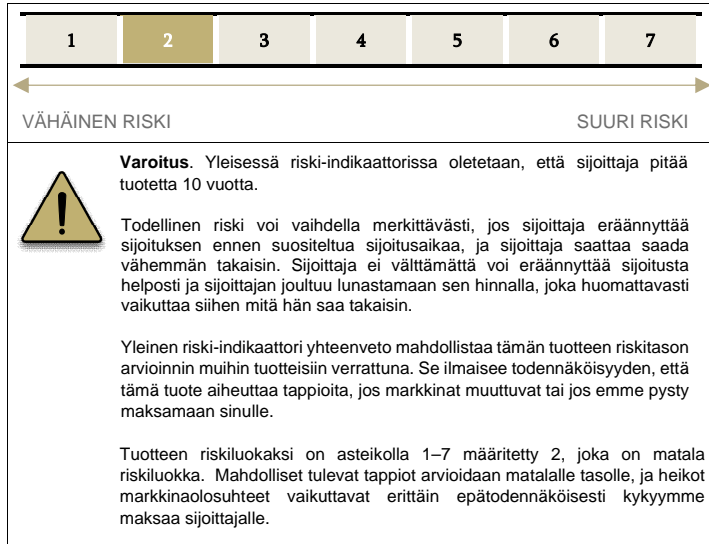 1 2 3 4 5 6 7
VÄHÄINEN RISKI SUURI RISKI
Varoitus. Yleisessä riski-indikaattorissa oletetaan, että sijoittaja pitää
tuotetta 10 vuotta.
Todellinen riski voi vaihdella merkittävästi, jos sijoittaja eräännyttää
sijoituksen ennen suositeltua sijoitusaikaa, ja sijoittaja saattaa saada
vähemmän takaisin. Sijoittaja ei välttämättä voi eräännyttää sijoitusta
helposti ja sijoittajan joultuu lunastamaan sen hinnalla, joka huomattavasti
vaikuttaa siihen mitä hän saa takaisin.
Yleinen riski-indikaattori yhteenveto mahdollistaa tämän tuotteen riskitason
arvioinnin muihin tuotteisiin verrattuna. Se ilmaisee todennäköisyyden, että
tämä tuote aiheuttaa tappioita, jos markkinat muuttuvat tai jos emme pysty
maksamaan sinulle.
Tuotteen riskiluokaksi on asteikolla 1–7 määritetty 2, joka on matala
riskiluokka. Mahdolliset tulevat tappiot arvioidaan matalalle tasolle, ja heikot
markkinaolosuhteet vaikuttavat erittäin epätodennäköisesti kykyymme
maksaa sijoittajalle.